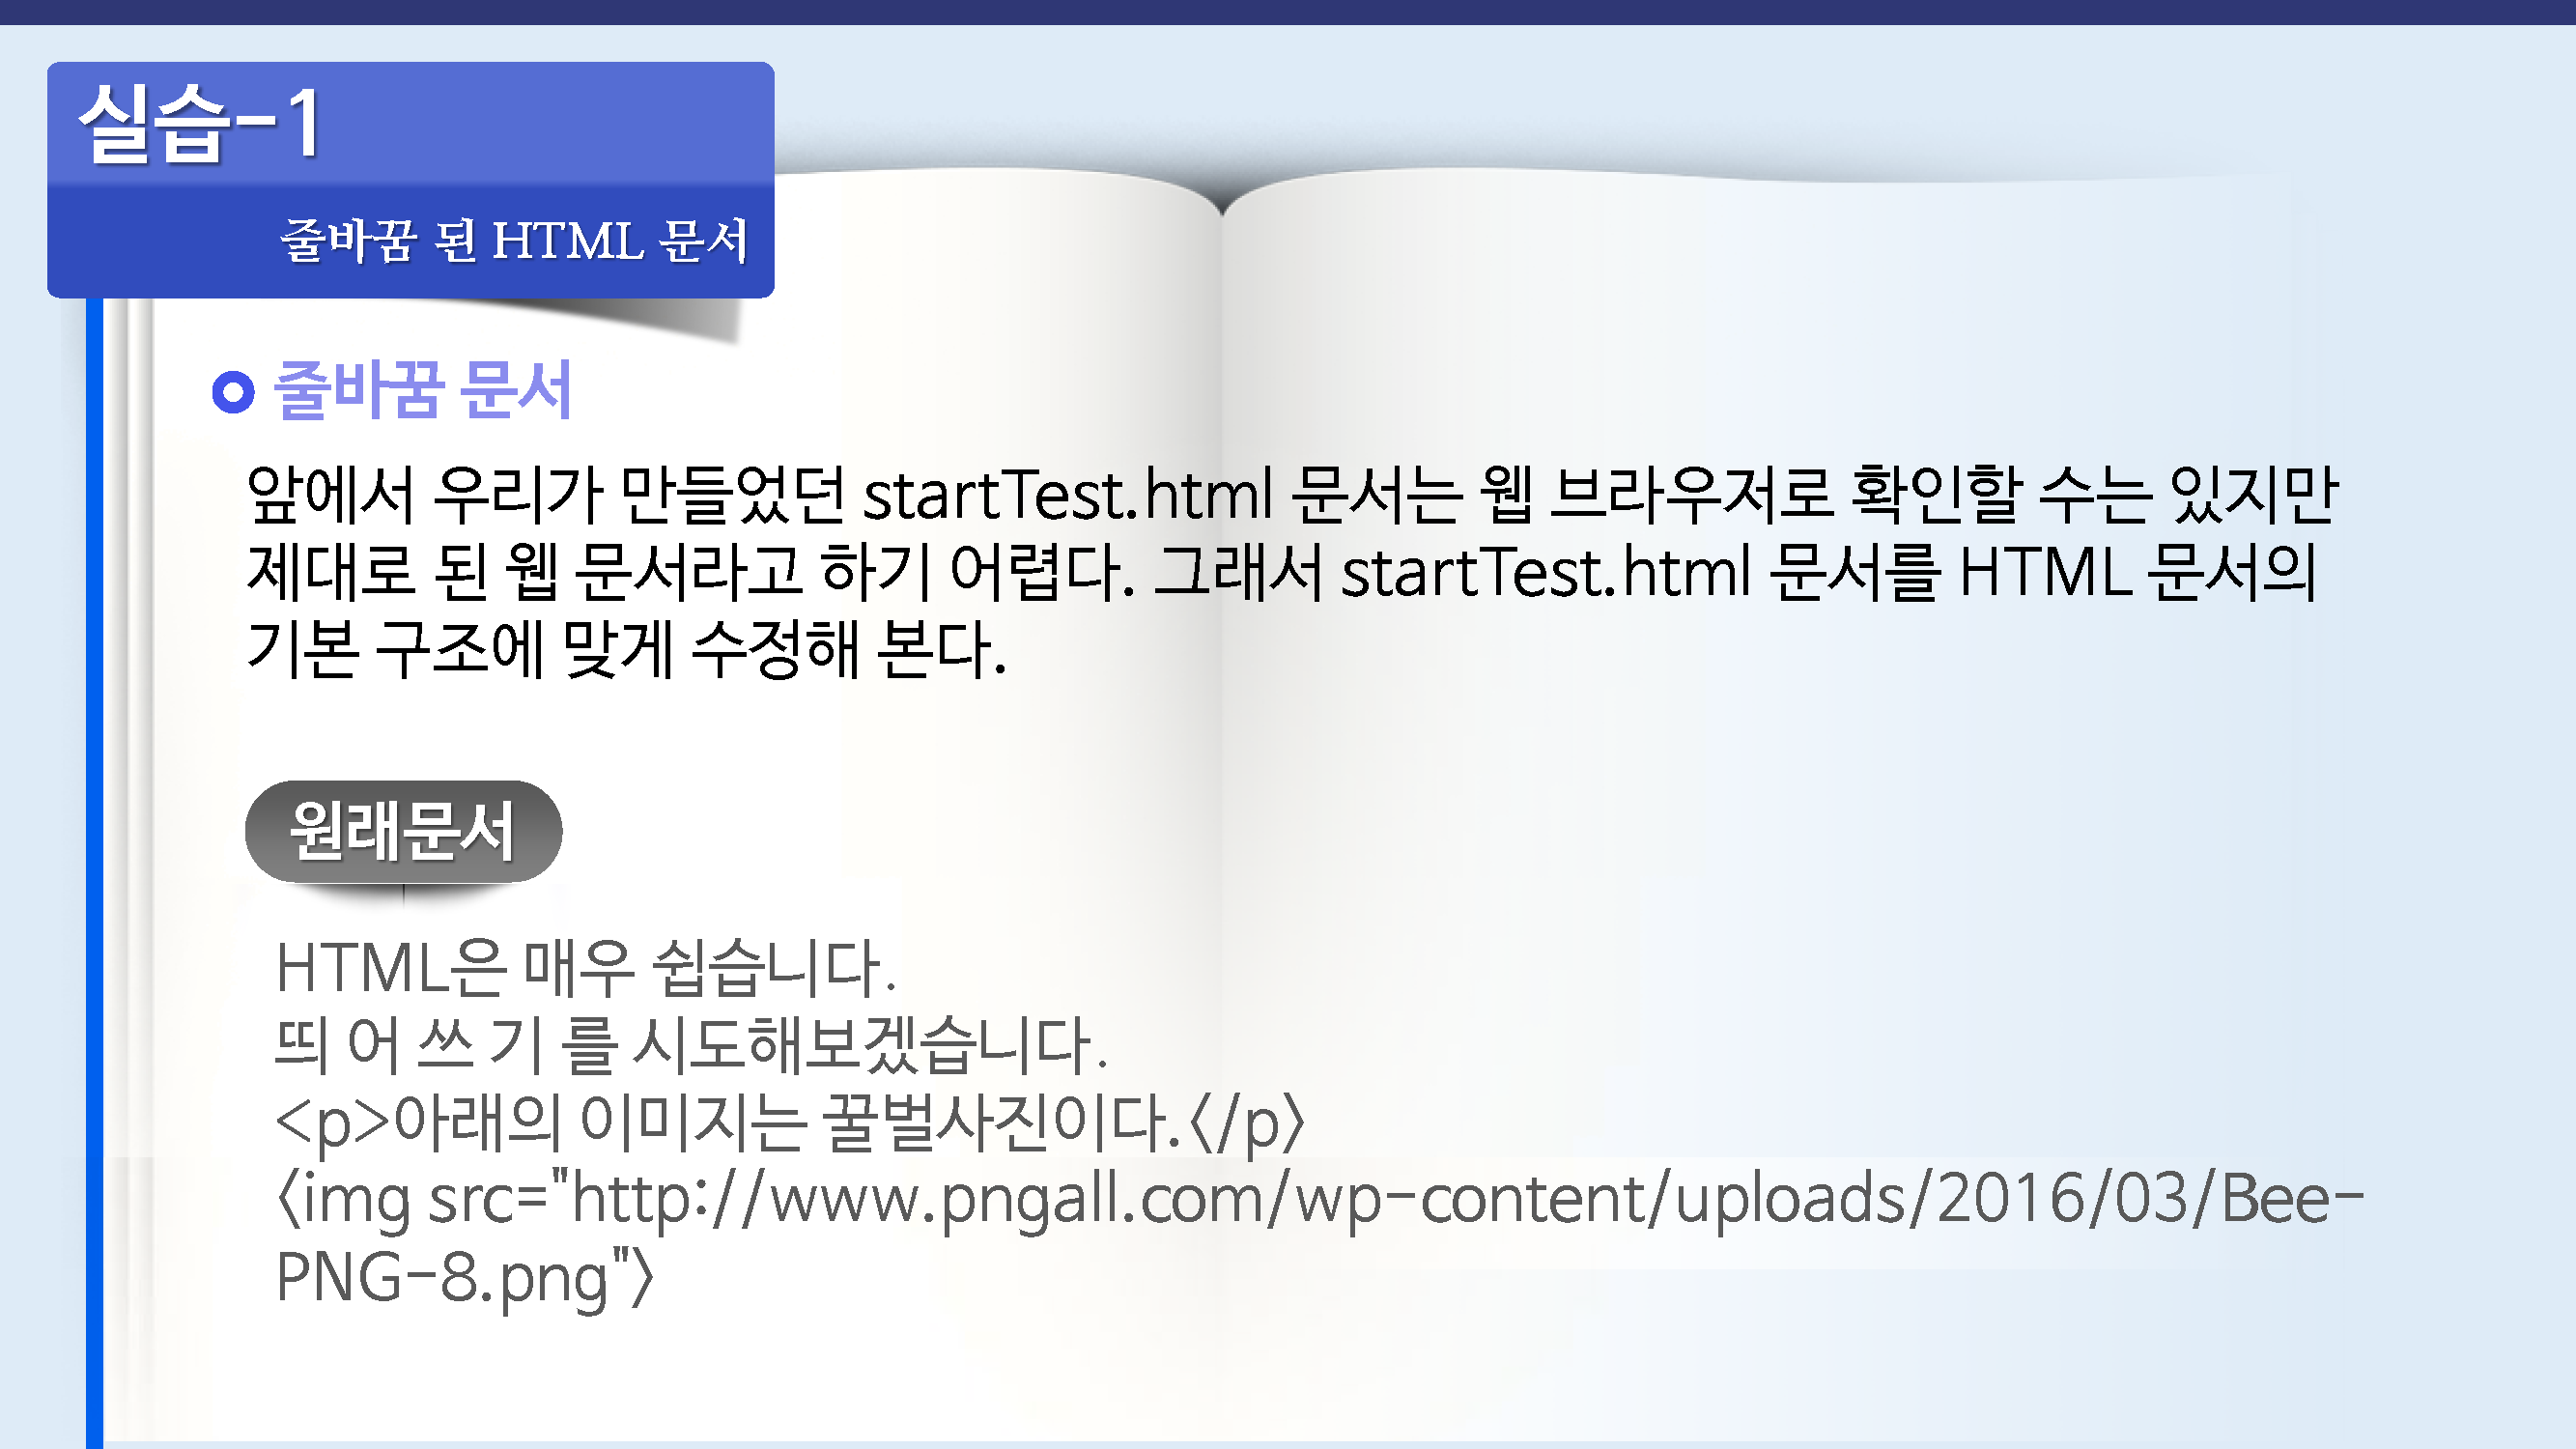 실습-1
줄바꿈 된 HTML 문서
줄바꿈 문서
앞에서 우리가 만들었던 startTest.html 문서는 웹 브라우저로 확인할 수는 있지만
제대로 된 웹 문서라고 하기 어렵다. 그래서 startTest.html 문서를 HTML 문서의
기본 구조에 맞게 수정해 본다.
원래문서
HTML은 매우 쉽습니다.
띄 어 쓰 기 를 시도해보겠습니다.
<p>아래의 이미지는 꿀벌사진이다.</p>
<img src="http://www.pngall.com/wp-content/uploads/2016/03/Bee-
PNG-8.png">